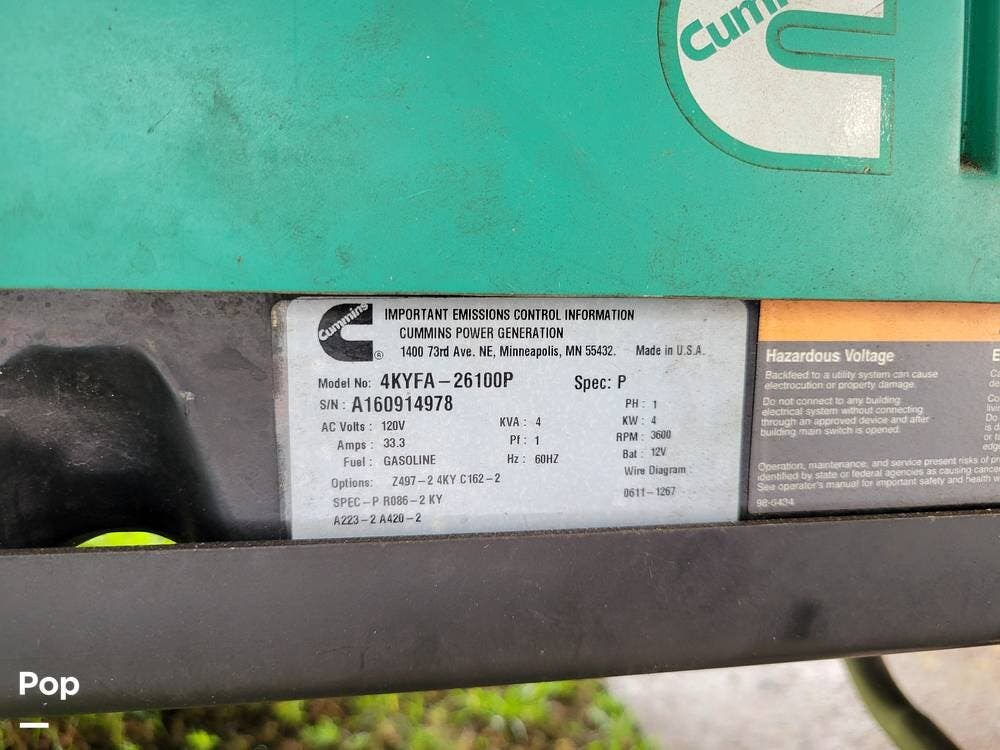 Cummins
Cummins
®
IMPORTANT EMISSIONS CONTROL INFORMATION
CUMMINS POWER GENERATION
1400 73rd Ave. NE, Minneapolis, MN 55432. Made in U.S.A.
Model No: 4KYFA-26100P Spec: P
S/N : A160914978 PH : 1
AC Volts : 120V KVA : 4 KW : 4
Amps : 33.3 Pf : 1 RPM : 3600
Fuel : GASOLINE Hz : 60HZ Bat : 12V
Options: Z497-2 4KY C162-2 Wire Diagram :
SPEC-P R086-2 KY 0611-1267
A223-2 A420-2
Hazardous Voltage
Backfeed to a utility system can cause
electrocution or property damage.
Do not connect to any building
electrical system without connecting
through an approved device and after
building main switch is opened.
Operation, maintenance, and service present risks of
identified by state or federal agencies as causing
See operator's manual for important safety and health
98-6434
Pop